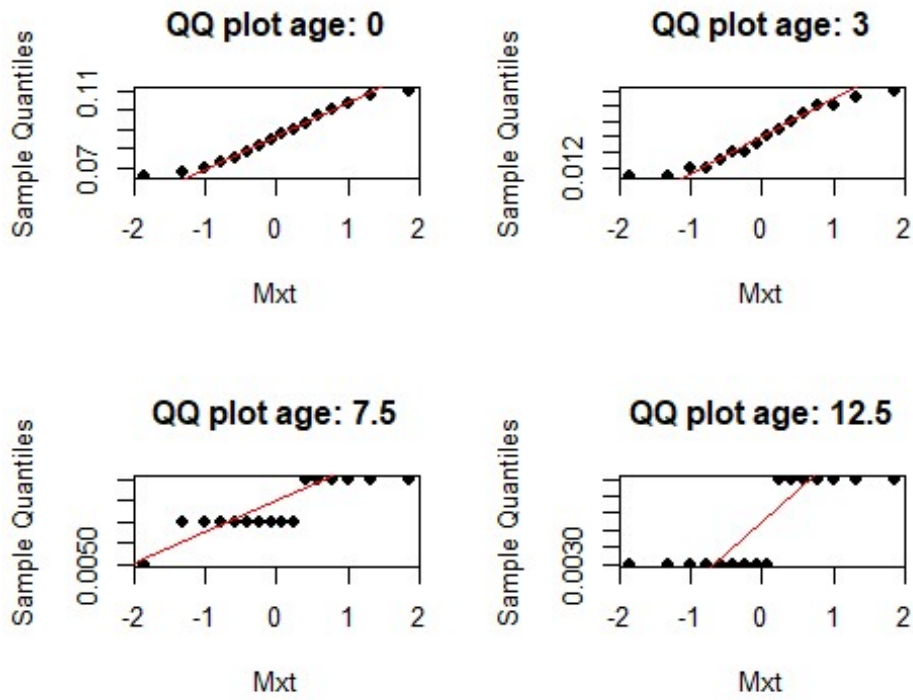 QQ plot age: 0
Sample Quantiles
0.07 0.11
-2 -1 0 1 2
Mxt
QQ plot age: 3
Sample Quantiles
0.012
-2 -1 0 1 2
Mxt
QQ plot age: 7.5
Sample Quantiles
0.0050
-2 -1 0 1 2
Mxt
QQ plot age: 12.5
Sample Quantiles
0.0030
-2 -1 0 1 2
Mxt